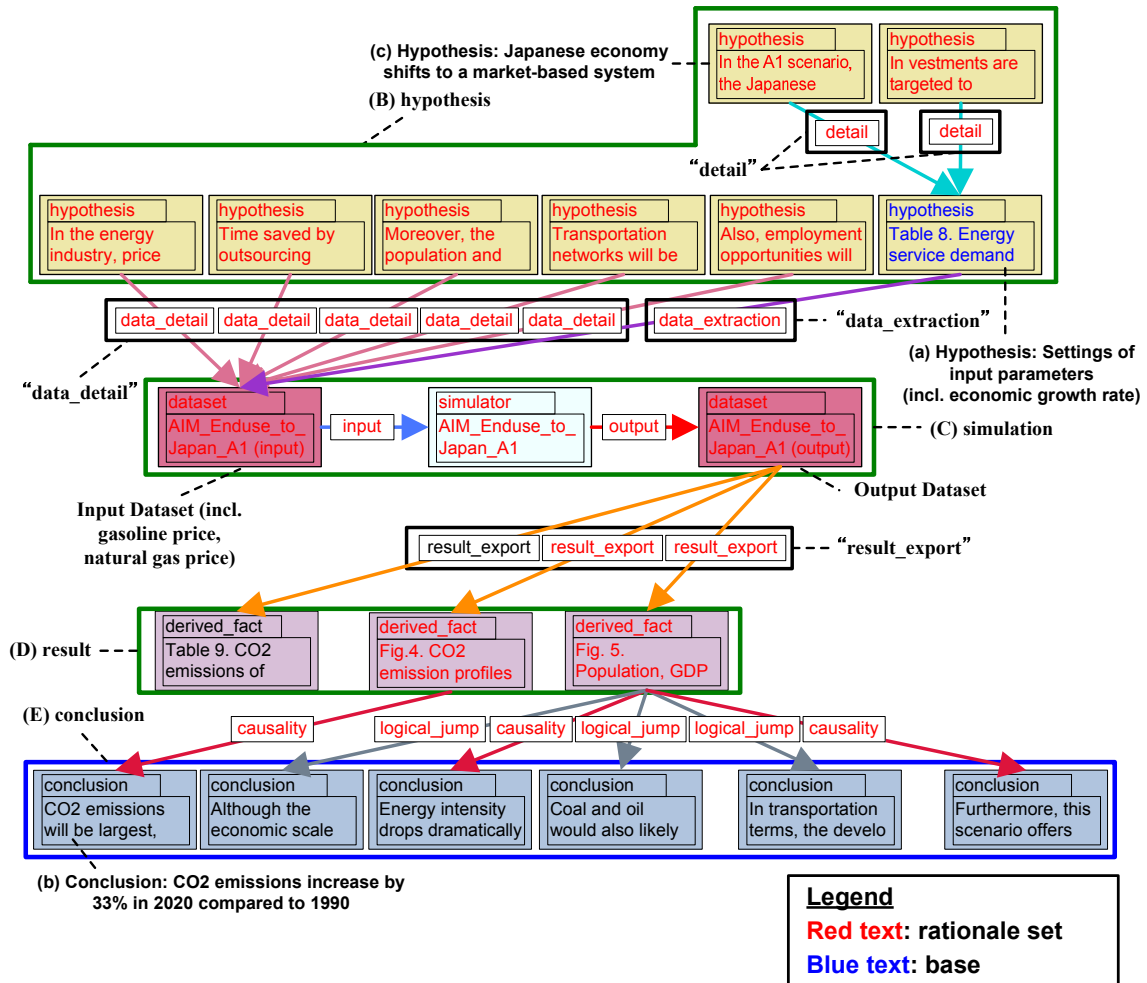 (c) Hypothesis: Japanese economy
shifts to a market-based system
hypothesis
In the A1 scenario,
the Japanese
hypothesis
In vestments are
targeted to
(B) hypothesis
detail
detail
“detail”
hypothesis
In the energy
industry, price
hypothesis
Time saved by
outsourcing
hypothesis
Moreover, the
population and
hypothesis
Transportation
networks will be
hypothesis
Also, employment
opportunities will
hypothesis
Table 8. Energy
service demand
data_detail
data_detail
data_detail
data_detail
data_detail
data_extraction
“data_extraction”
“data_detail”
(a) Hypothesis: Settings of
input parameters
(incl. economic growth rate)
dataset
AIM_Enduse_to_
Japan_A1 (input)
input
simulator
AIM_Enduse_to_
Japan_A1
output
dataset
AIM_Enduse_to_
Japan_A1 (output)
(C) simulation
Input Dataset (incl.
gasoline price,
natural gas price)
Output Dataset
result_export
result_export
result_export
“result_export”
(D) result
derived_fact
Table 9. CO2
emissions of
derived_fact
Fig.4. CO2
emission profiles
derived_fact
Fig. 5.
Population, GDP
(E) conclusion
causality
logical_jump
causality
logical_jump
logical_jump
causality
conclusion
CO2 emissions
will be largest,
conclusion
Although the
economic scale
conclusion
Energy intensity
drops dramatically
conclusion
Coal and oil
would also likely
conclusion
In transportation
terms, the develo
conclusion
Furthermore, this
scenario offers
(b) Conclusion: CO2 emissions increase by
33% in 2020 compared to 1990
Legend
Red text: rationale set
Blue text: base